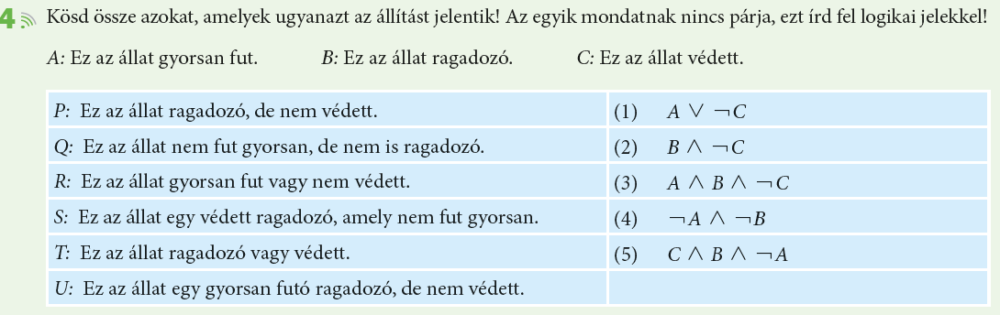 4 Kösd össze azokat, amelyek ugyanazt az állítást jelentik! Az egyik mondatnak nincs párja, ezt írd fel logikai jelekkel!
A: Ez az állat gyorsan fut. B: Ez az állat ragadozó. C: Ez az állat védett.
P: Ez az állat ragadozó, de nem védett. (1) A ∨ ¬C
Q: Ez az állat nem fut gyorsan, de nem is ragadozó. (2) B ∧ ¬C
R: Ez az állat gyorsan fut vagy nem védett. (3) A ∧ B ∧ ¬C
S: Ez az állat egy védett ragadozó, amely nem fut gyorsan. (4) ¬A ∧ ¬B
T: Ez az állat ragadozó vagy védett. (5) C ∧ B ∧ ¬A
U: Ez az állat egy gyorsan futó ragadozó, de nem védett.